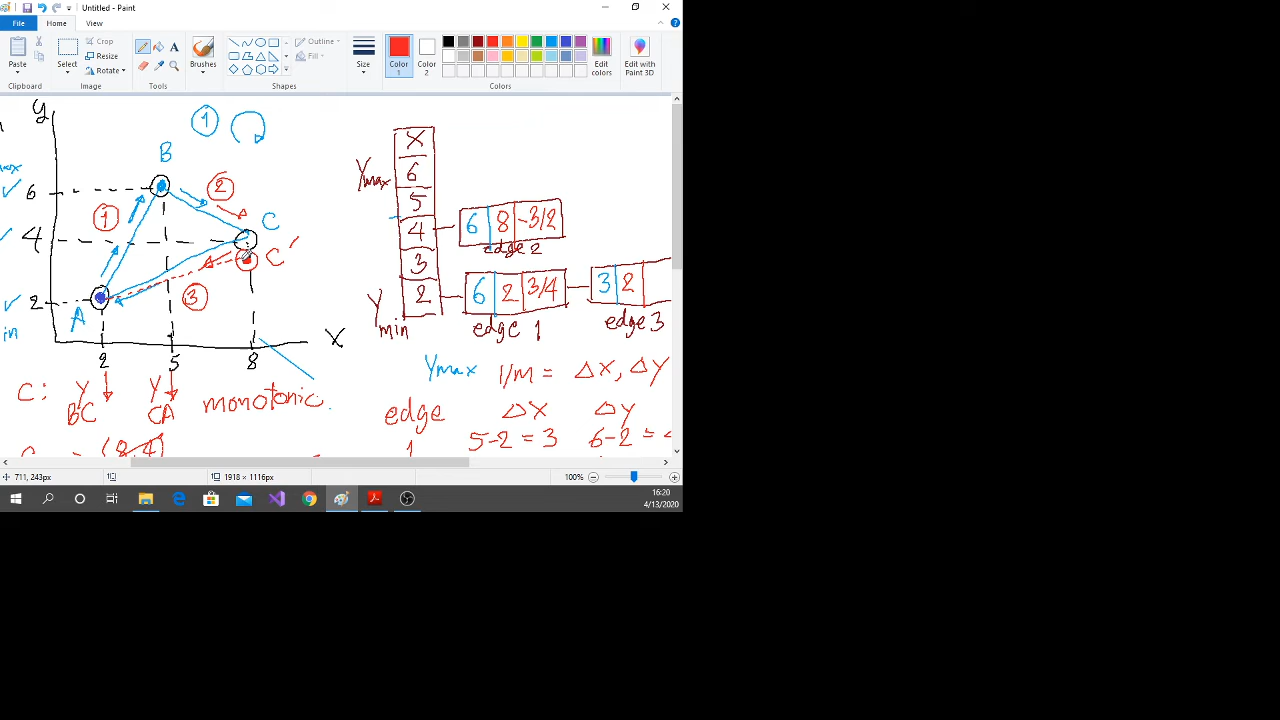 Untitled - Paint
File Home View
Paste
Clipboard
Select
Crop
Resize
Rotate
Image
A
Tools
Brushes
Outline
Fill
Shapes
Size
Color 1
Color 2
Colors
Edit colors
Edit with Paint 3D
y
1
B
2
6
1
C
4
C'
3
2
A
in
X
2 5 8
C: y y
BC CA
monotonic.
(8,4)
X
Ymax 6
5
4 6 8 -3/2
edge 2
3
2 6 2 3/4 3 2
Y min
edge 1 edge 3
Ymax 1/m = ΔX, ΔY
edge ΔX ΔY
1 5-2 = 3 6-2 =
711, 243px
1918 × 1116px
100%
16:20
4/13/2020